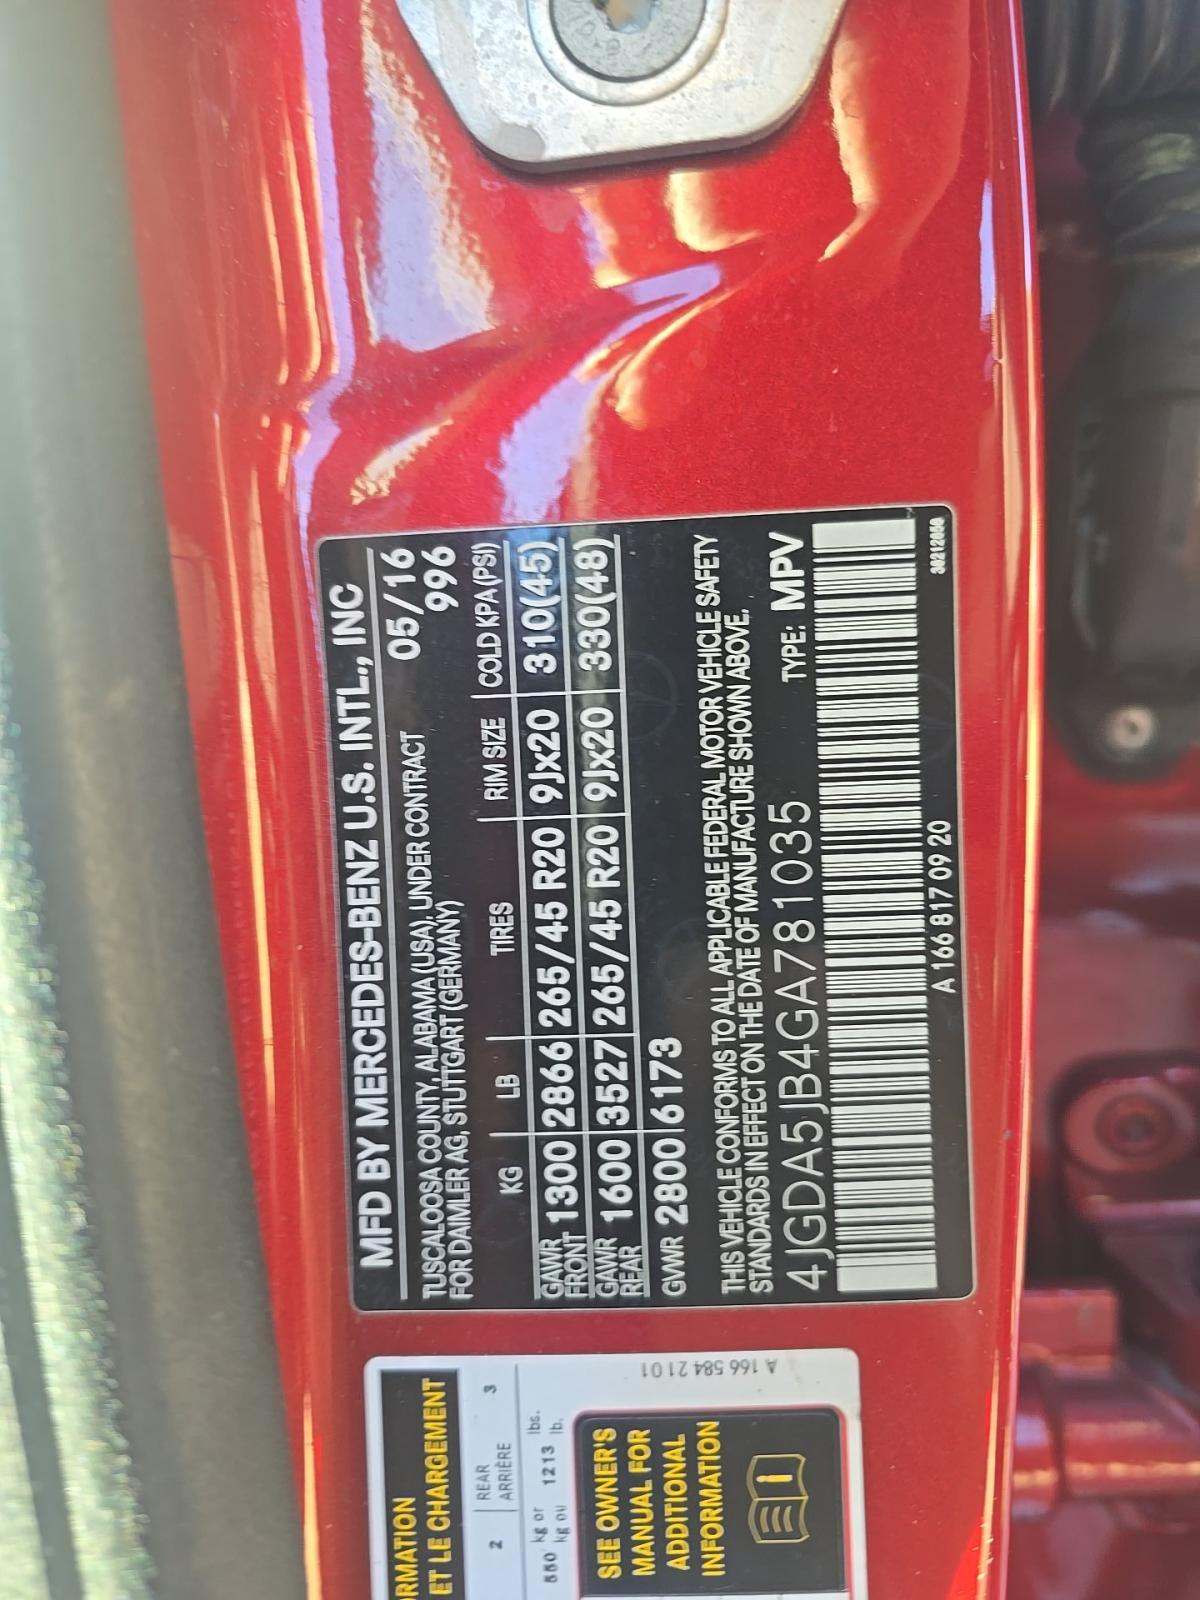 MFD BY MERCEDES-BENZ U.S. INTL., INC
TUSCALOOSA COUNTY, ALABAMA (USA), UNDER CONTRACT 05/16
FOR DAIMLER AG, STUTTGART (GERMANY) 996
KG LB TIRES RIM SIZE COLD KPA (PSI)
GAWR FRONT 1300 2866 265/45 R20 9Jx20 310(45)
GAWR REAR 1600 3527 265/45 R20 9Jx20 330(48)
GVWR 2800 6173
THIS VEHICLE CONFORMS TO ALL APPLICABLE FEDERAL MOTOR VEHICLE SAFETY
STANDARDS IN EFFECT ON THE DATE OF MANUFACTURE SHOWN ABOVE.
4JGDA5JB4GA781035 TYPE: MPV
A 166 817 09 20
ET LE CHARGEMENT
2 REAR 3
ARRIÈRE
550 kg or 1213 lbs.
kg ou lb.
SEE OWNER'S
MANUAL FOR
ADDITIONAL
INFORMATION
A 166 584 21 01